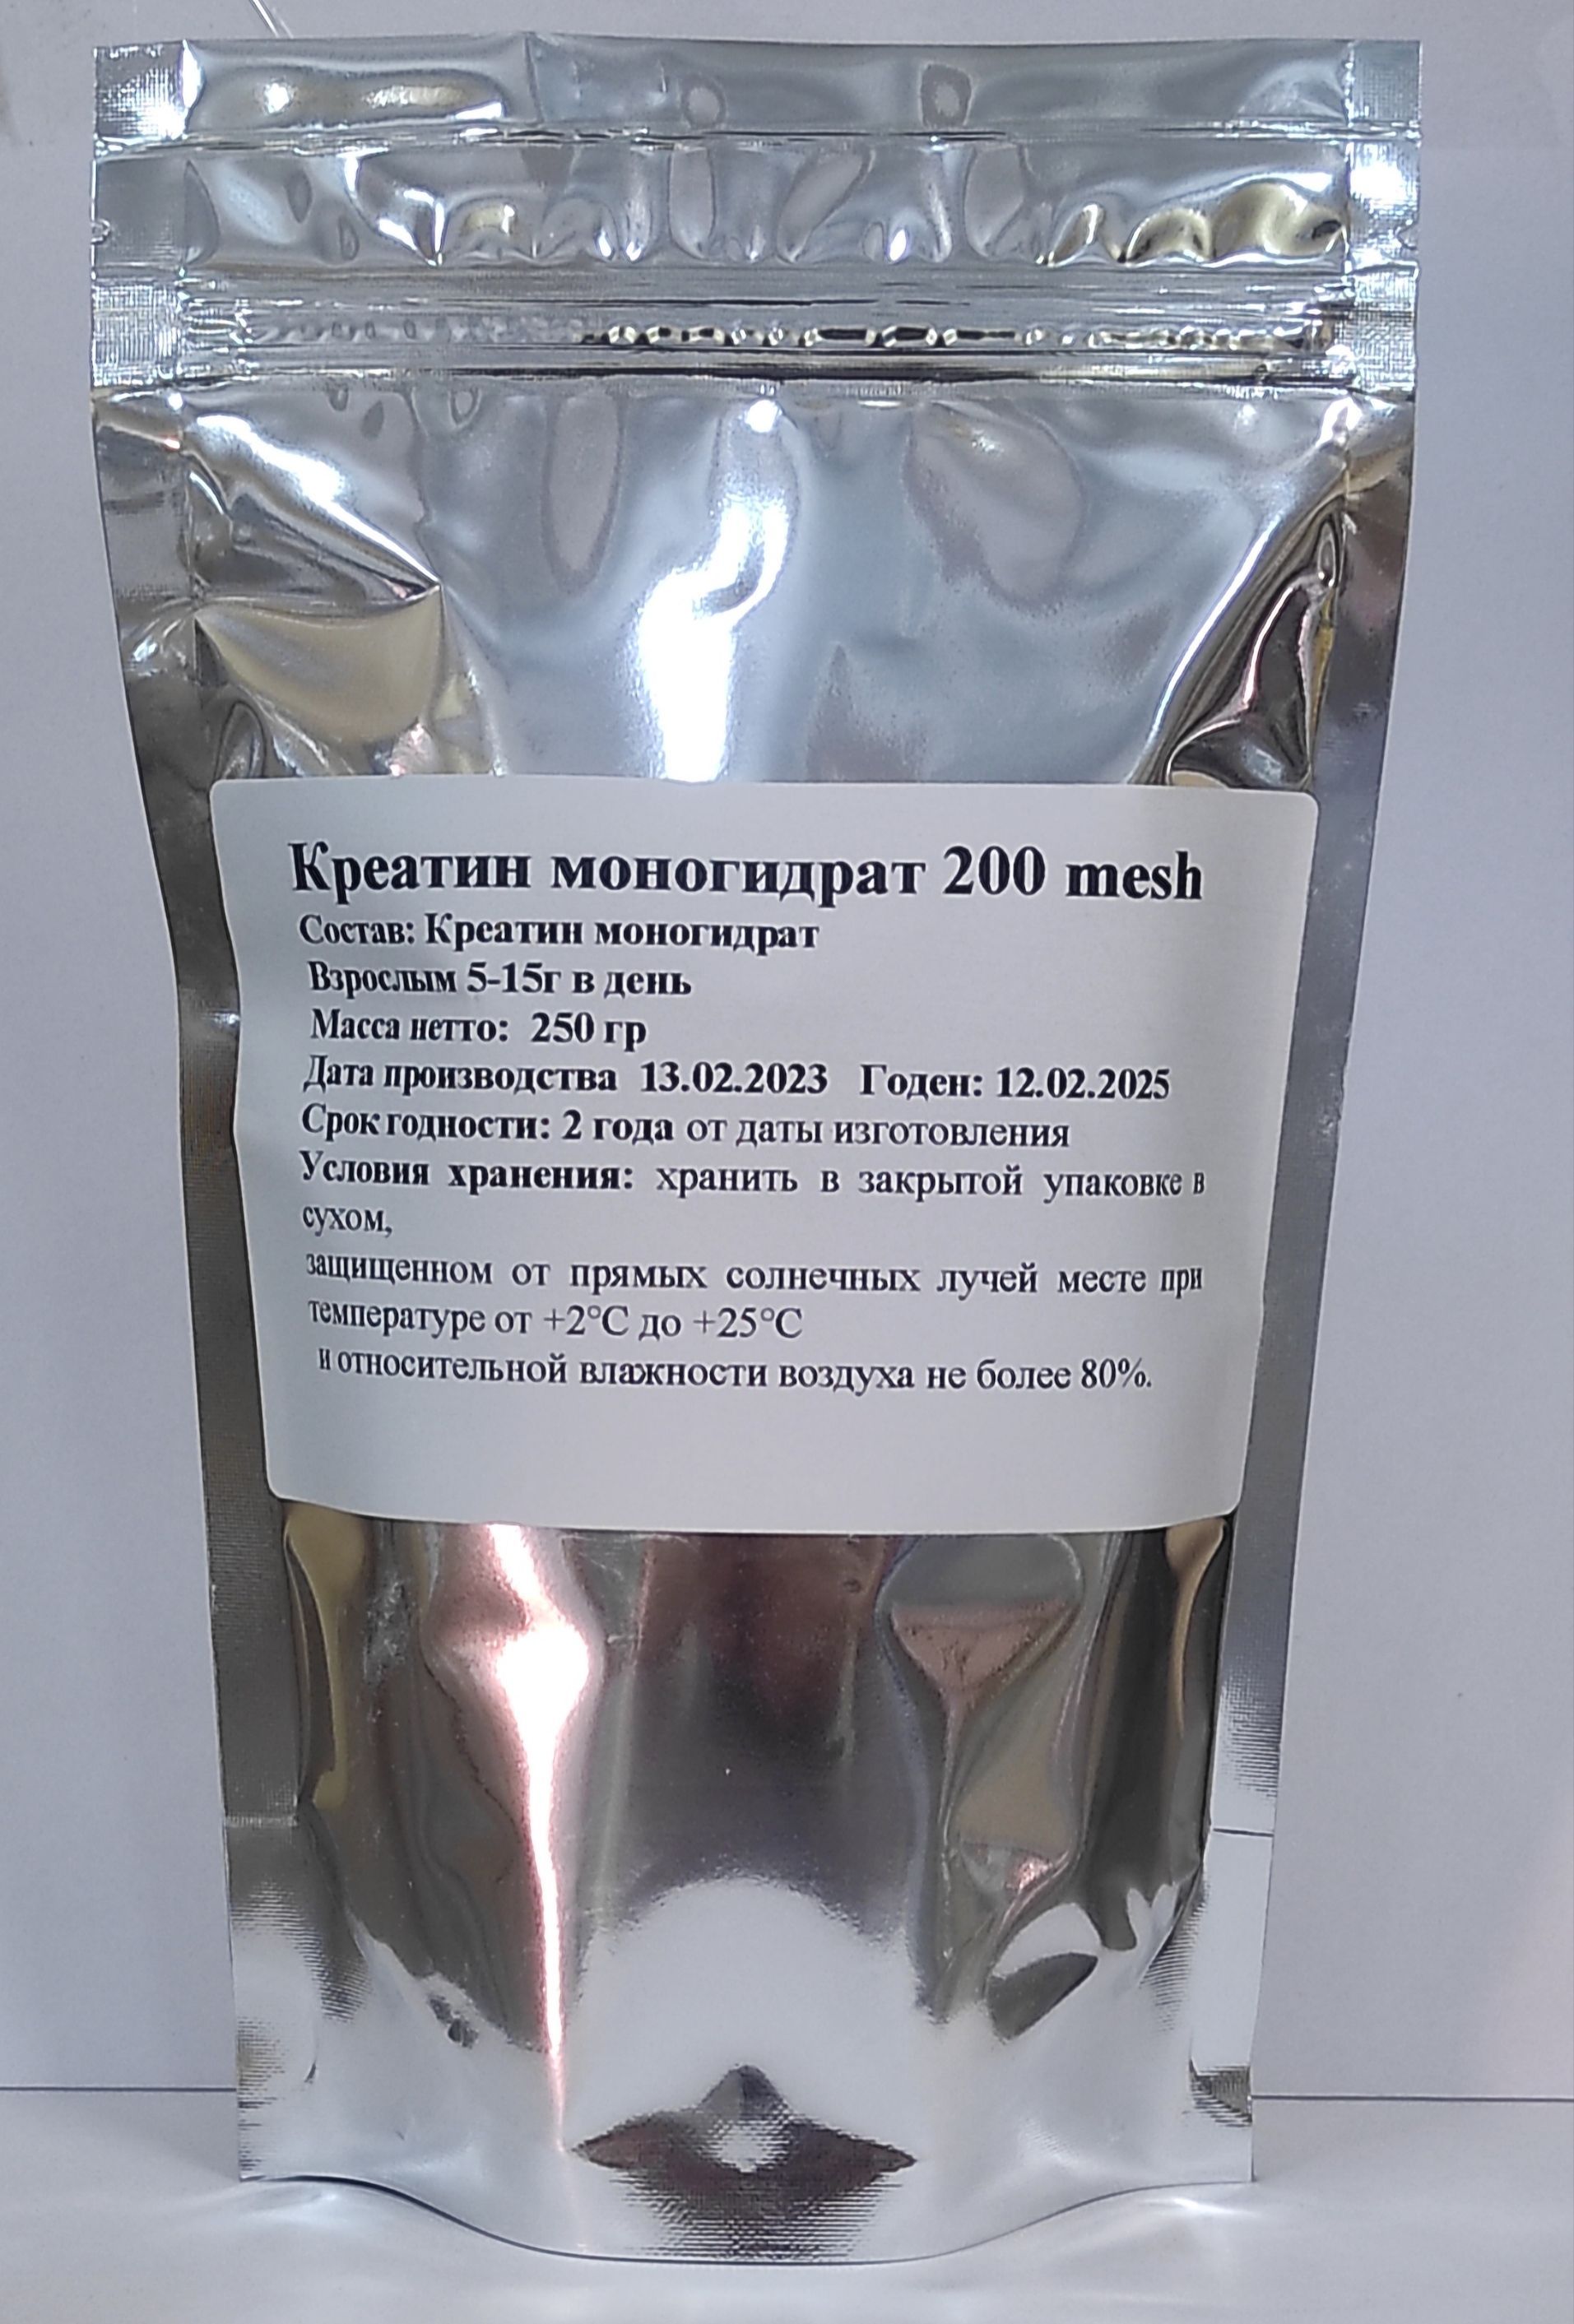 Креатин моногидрат 200 mesh
Состав: Креатин моногидрат
Взрослым 5-15г в день
Масса нетто: 250 гр
Дата производства 13.02.2023 Годен: 12.02.2025
Срок годности: 2 года от даты изготовления
Условия хранения: хранить в закрытой упаковке в
сухом,
защищенном от прямых солнечных лучей месте при
температуре от +2°C до +25°C
и относительной влажности воздуха не более 80%.